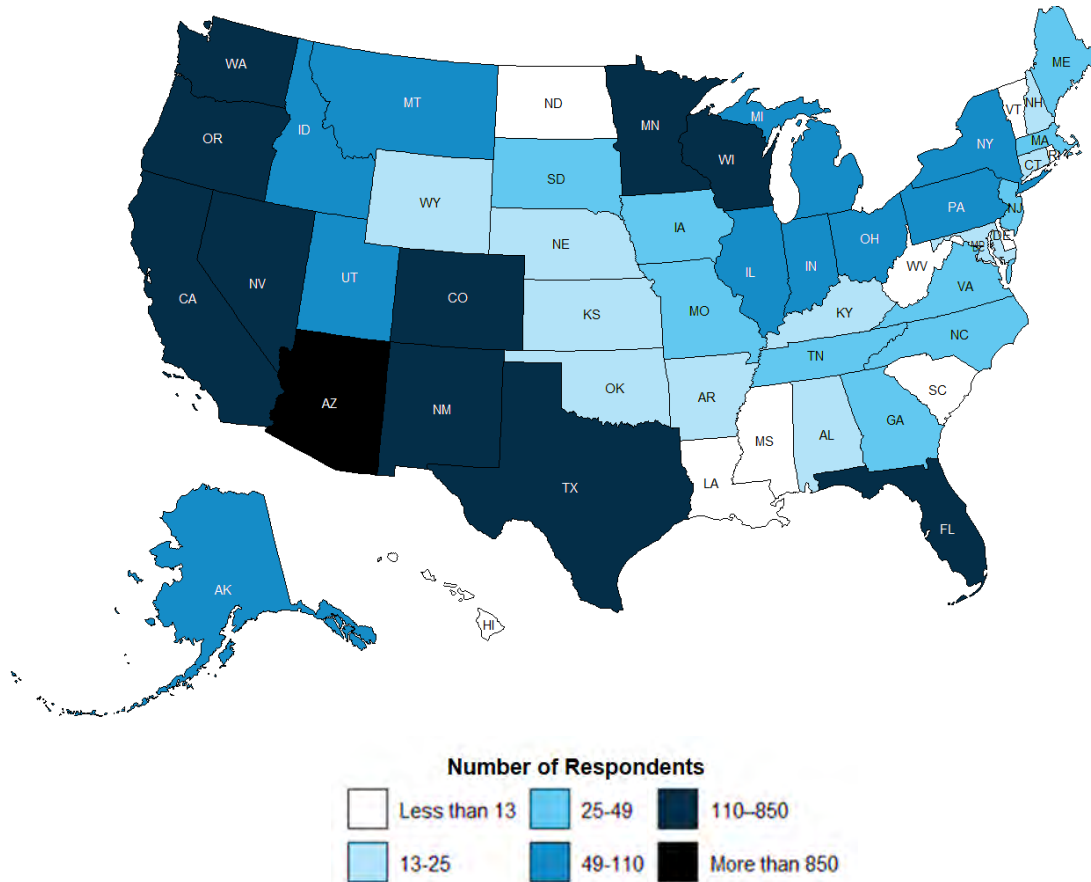 WA
MT
ND
MN
ME
VT
NH
OR
ID
MI
NY
MA
CT
RI
WI
SD
WY
PA
NJ
IA
NE
OH
MD
DE
DC
IL
IN
WV
NV
UT
CO
VA
CA
KS
MO
KY
NC
TN
OK
AR
SC
AZ
NM
MS
AL
GA
LA
TX
FL
AK
HI
Number of Respondents
Less than 13
25-49
110–850
13-25
49-110
More than 850